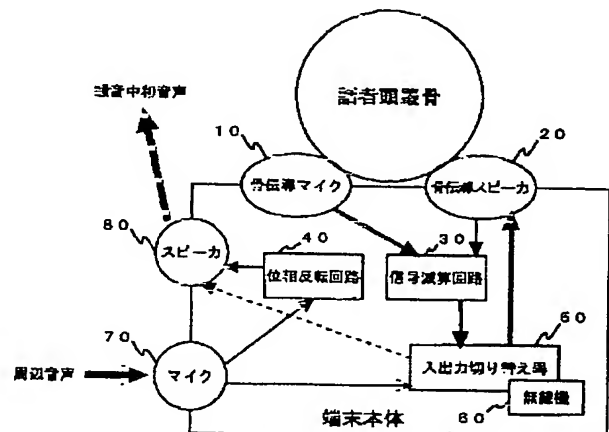 話者頭蓋骨
騒音中和音声
１０
２０
骨伝導マイク
骨伝導スピーカ
８０
スピーカ
４０
位相反転回路
３０
信号減算回路
７０
マイク
周辺音声
５０
入出力切り替え器
無線機
６０
端末本体